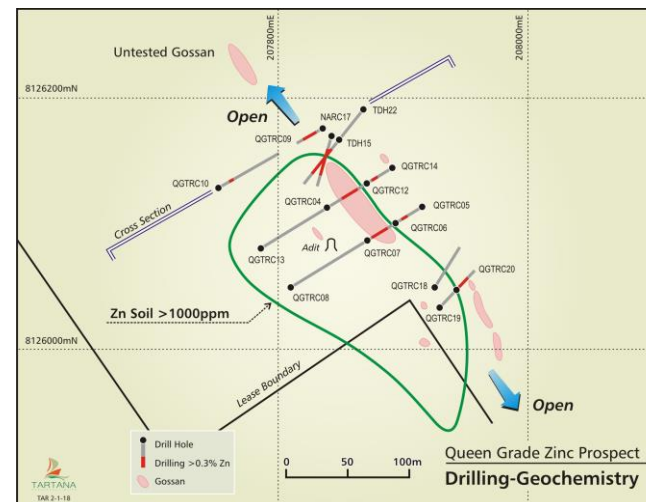 207800mE
208000mE
Untested Gossan
8126200mN
Open
NARC17
TDH22
QGTRC09
TDH15
QGTRC14
QGTRC10
QGTRC12
QGTRC04
QGTRC05
Cross Section
QGTRC06
Adit
QGTRC07
QGTRC13
QGTRC20
QGTRC18
QGTRC08
QGTRC19
Zn Soil >1000ppm
8126000mN
Lease Boundary
Open
Drill Hole
Drilling >0.3% Zn
Gossan
0 50 100m
Queen Grade Zinc Prospect
Drilling-Geochemistry
TARTANA
TAR 2-1-18